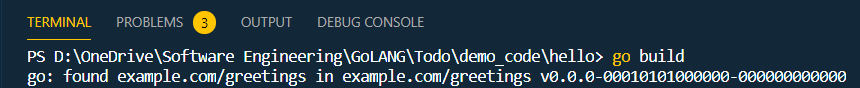 TERMINAL PROBLEMS 3 OUTPUT DEBUG CONSOLE
PS D:\OneDrive\Software Engineering\GoLANG\Todo\demo_code\hello> go build
go: found example.com/greetings in example.com/greetings v0.0.0-00010101000000-000000000000